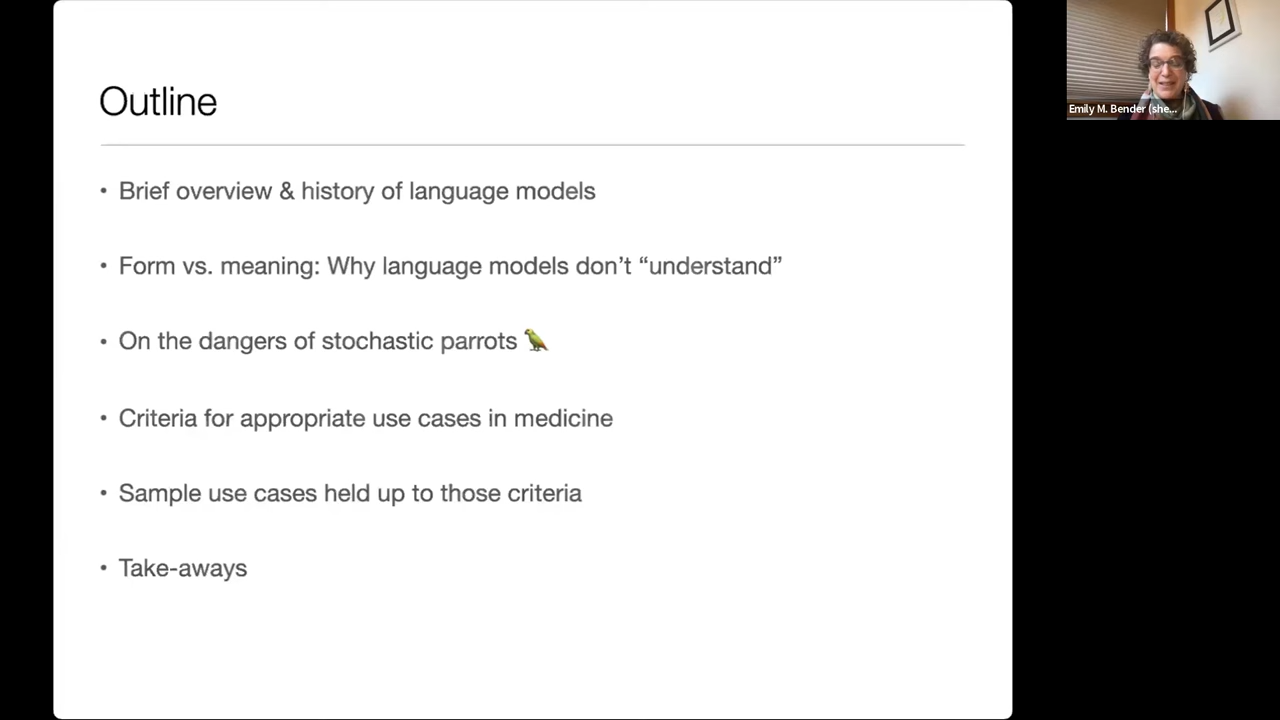 Outline
• Brief overview & history of language models
• Form vs. meaning: Why language models don’t “understand”
• On the dangers of stochastic parrots 🦜
• Criteria for appropriate use cases in medicine
• Sample use cases held up to those criteria
• Take-aways
Emily M. Bender (she...